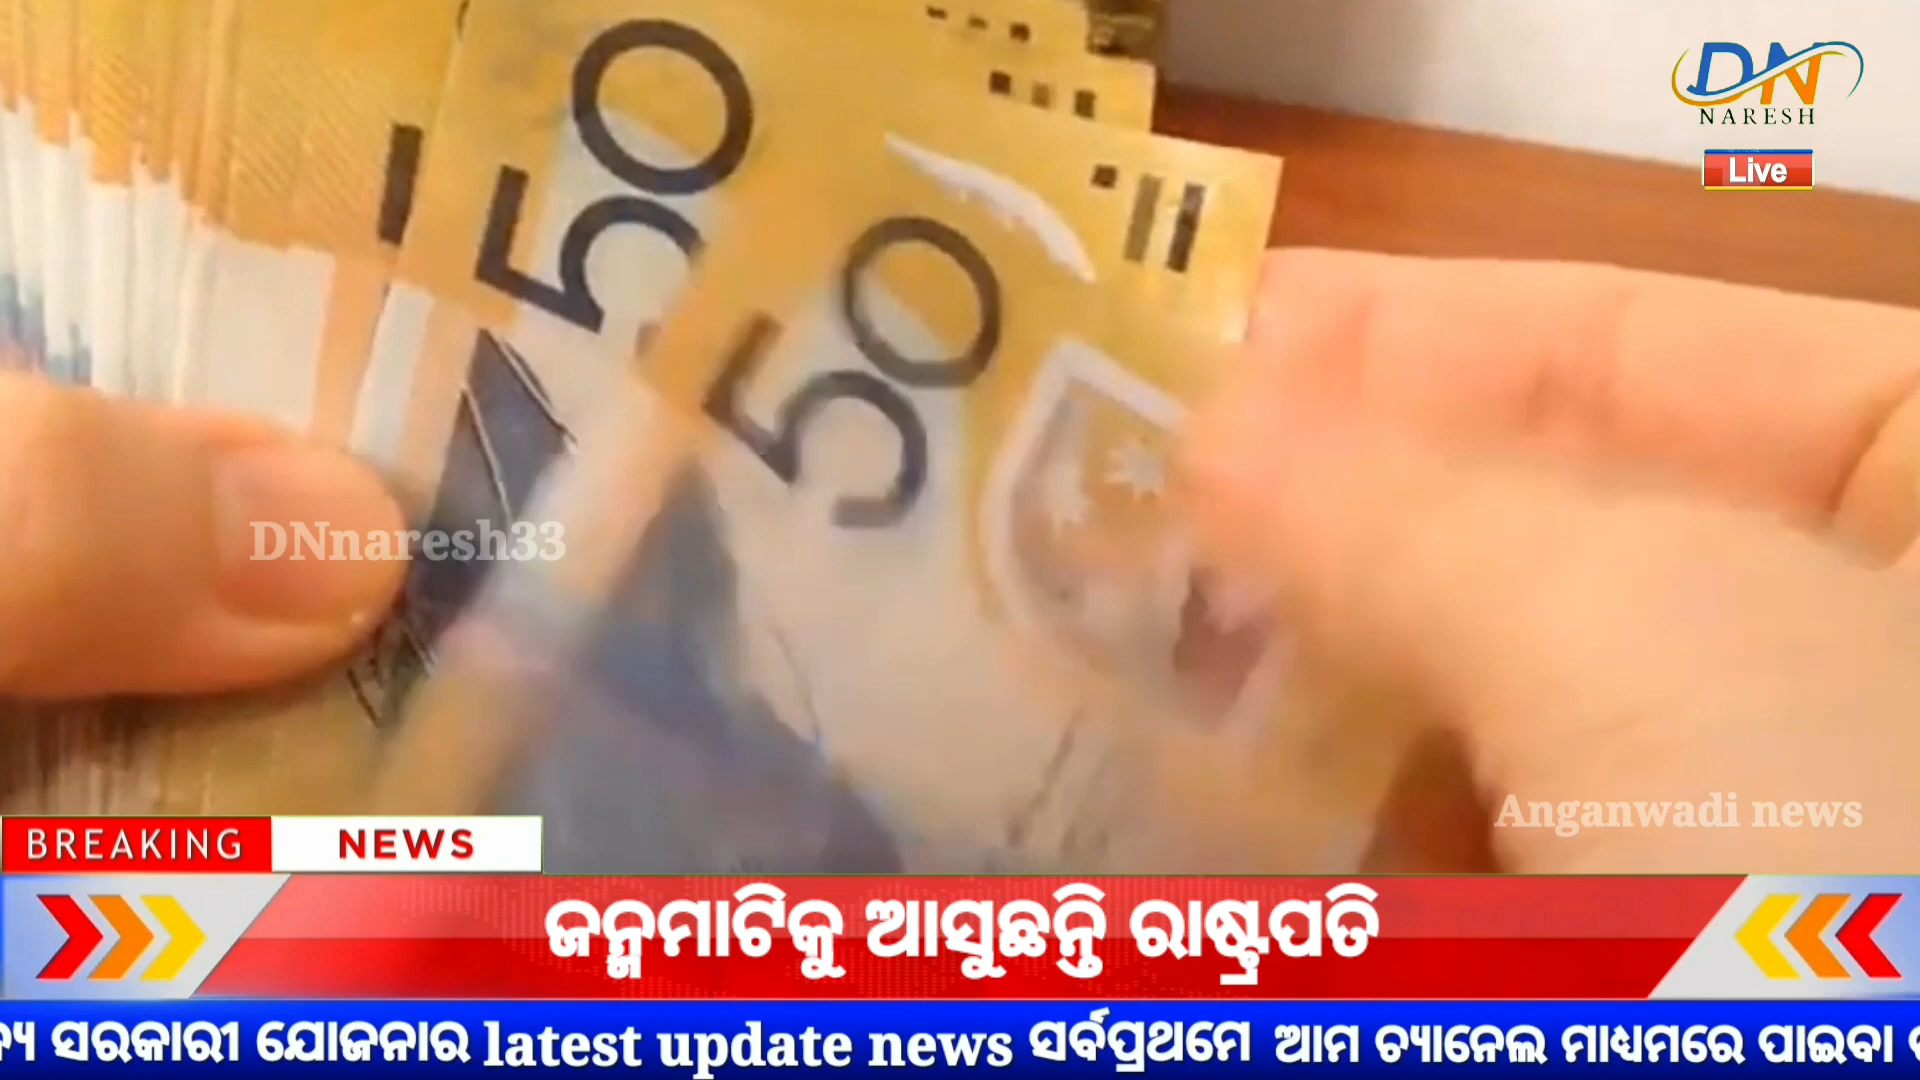 50
50
DN
NARESH
Live
DNnaresh33
Anganwadi news
BREAKING NEWS
ଜନ୍ମମାଟିକୁ ଆସୁଛନ୍ତି ରାଷ୍ଟ୍ରପତି
ସରକାରୀ ଯୋଜନାର latest update news ସର୍ବପ୍ରଥମେ ଆମ ଚ୍ୟାନେଲ ମାଧ୍ୟମରେ ପାଇବା